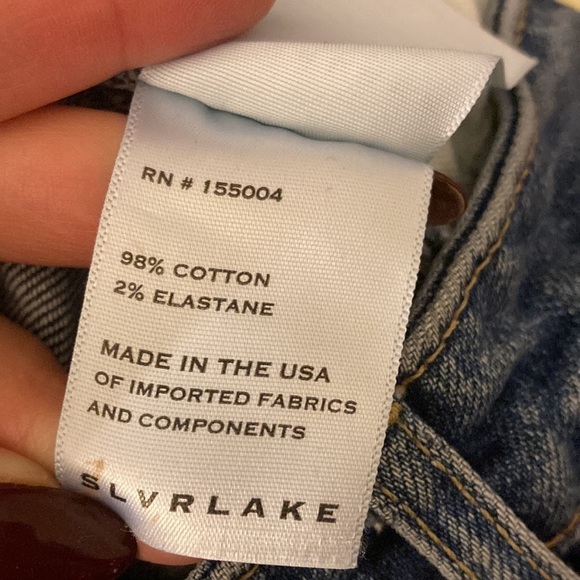 RN # 155004
98% COTTON
2% ELASTANE
MADE IN THE USA
OF IMPORTED FABRICS
AND COMPONENTS
SLVRLAKE